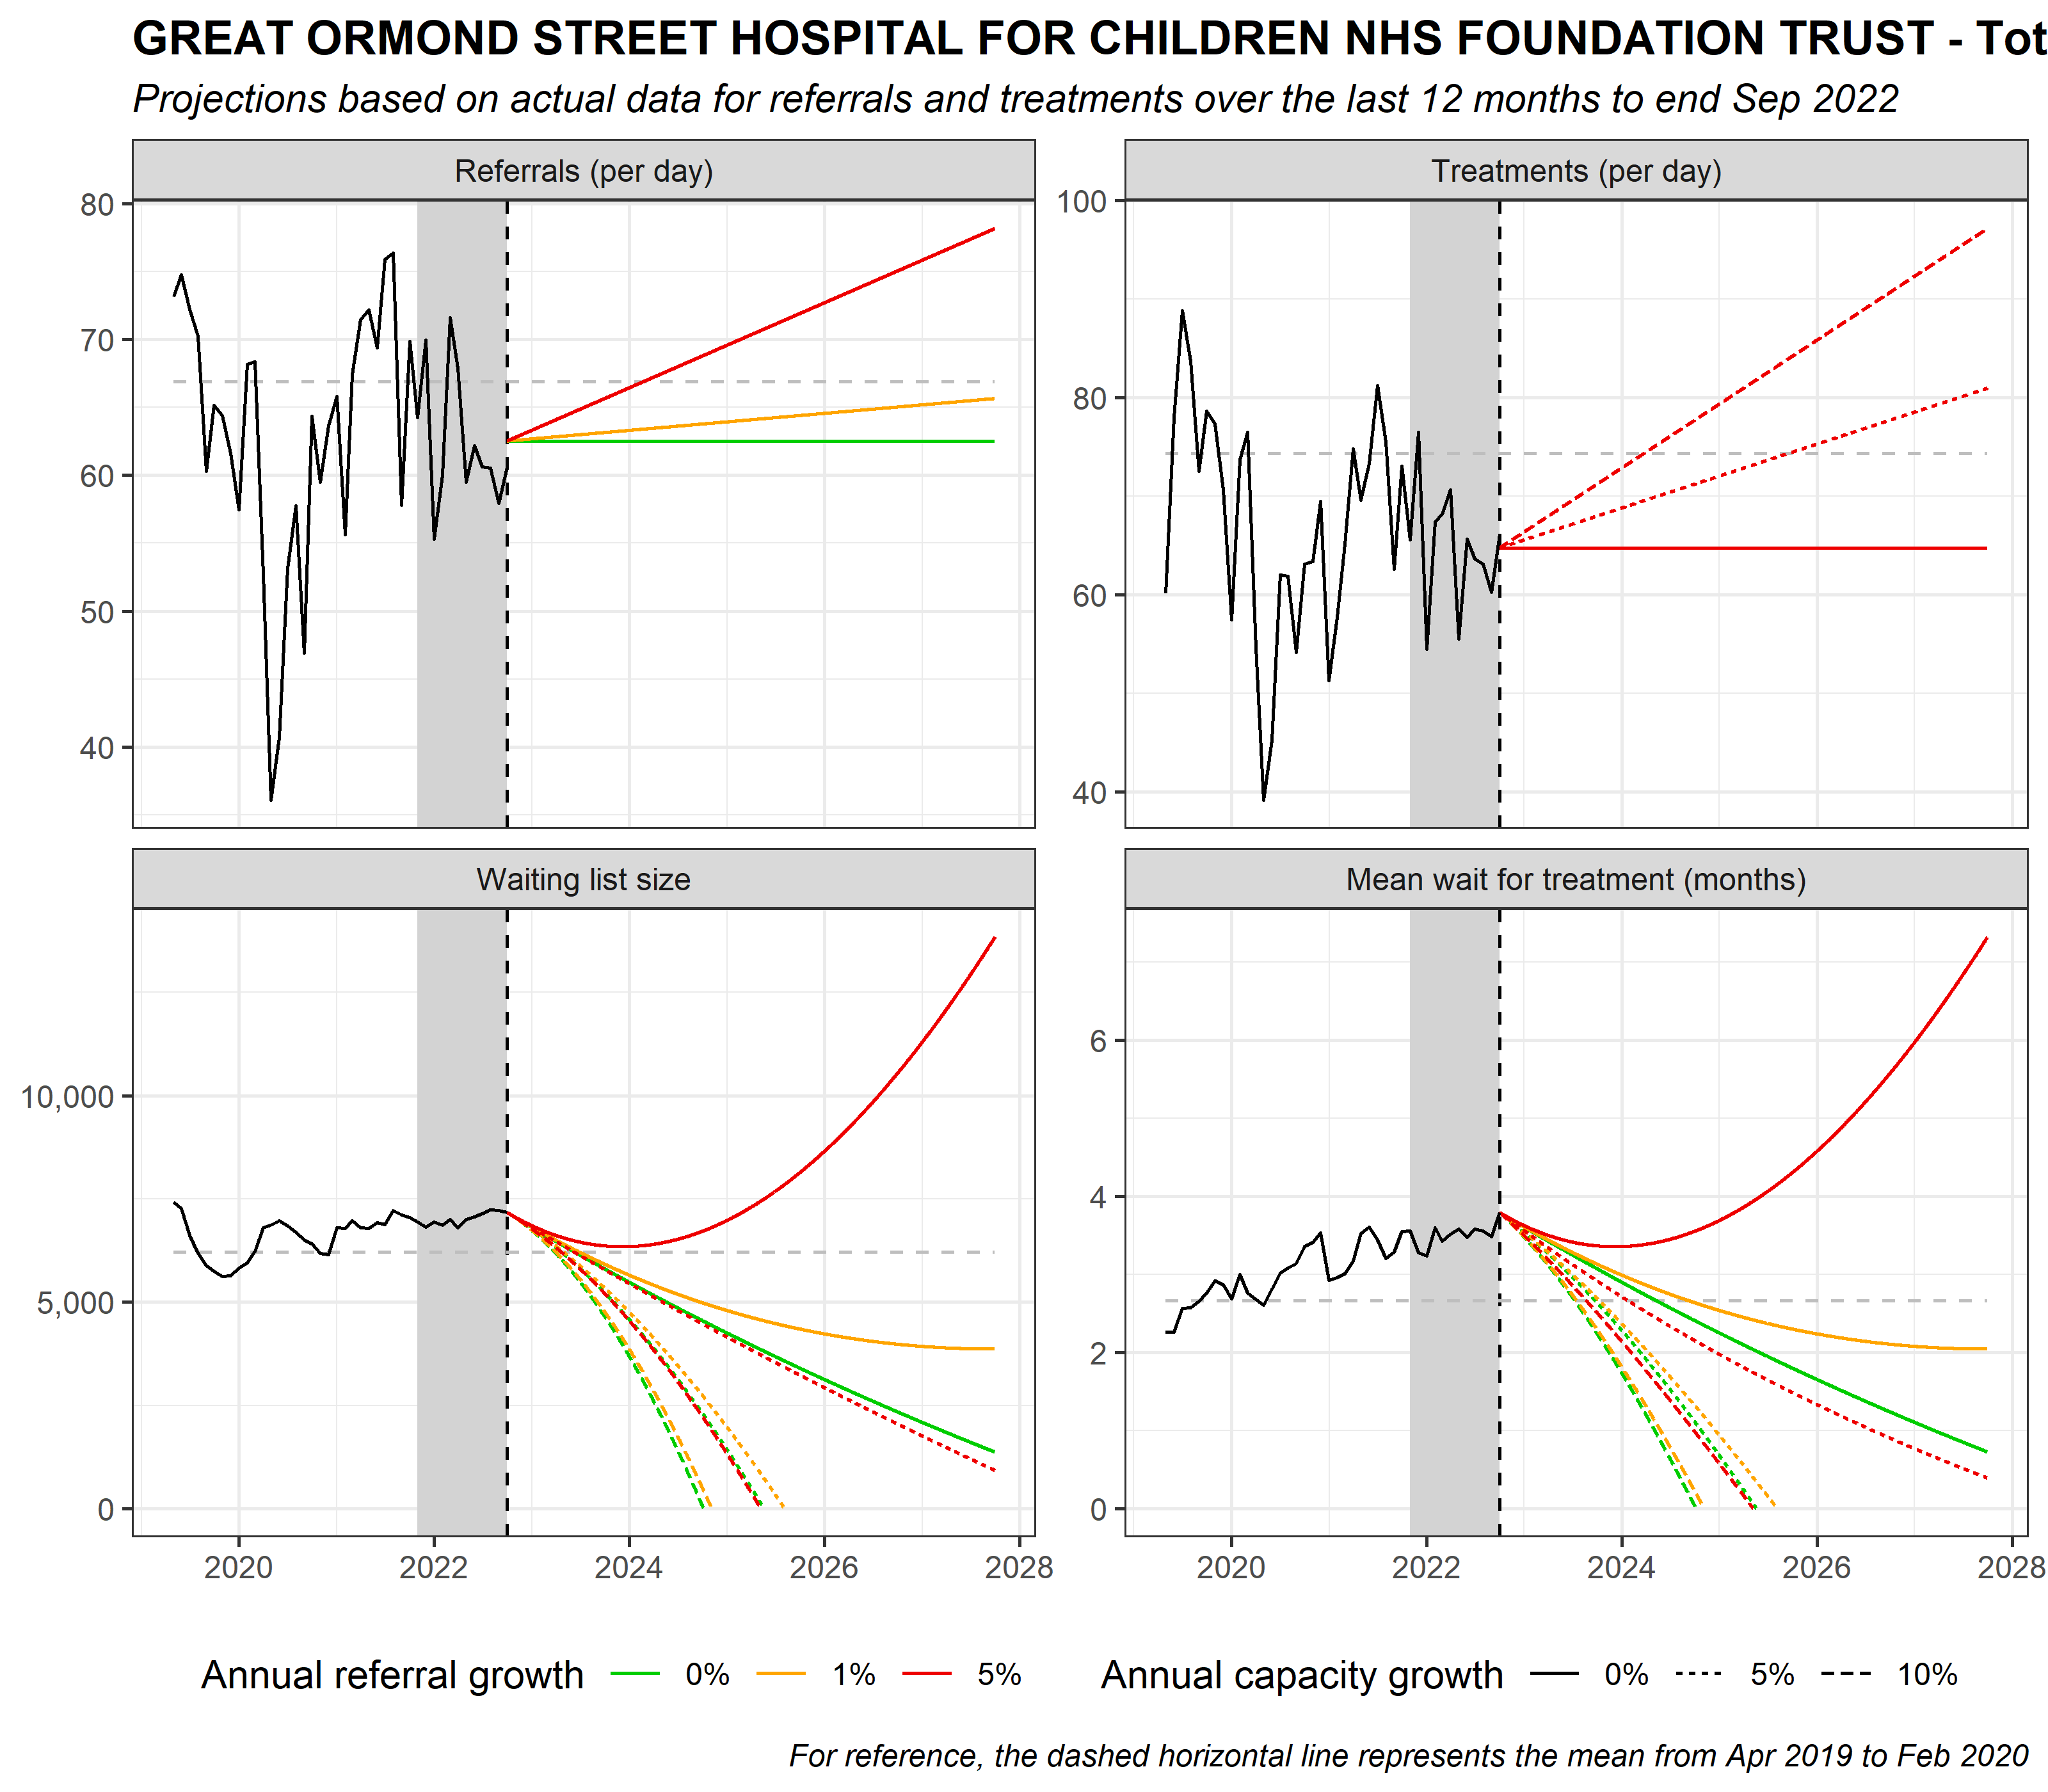 GREAT ORMOND STREET HOSPITAL FOR CHILDREN NHS FOUNDATION TRUST - Tot
Projections based on actual data for referrals and treatments over the last 12 months to end Sep 2022
Referrals (per day)
80
70
60
50
40
Treatments (per day)
100
80
60
40
Waiting list size
10,000
5,000
0
2020 2022 2024 2026 2028
Mean wait for treatment (months)
6
4
2
0
2020 2022 2024 2026 2028
Annual referral growth 0% 1% 5%
Annual capacity growth 0% 5% 10%
For reference, the dashed horizontal line represents the mean from Apr 2019 to Feb 2020